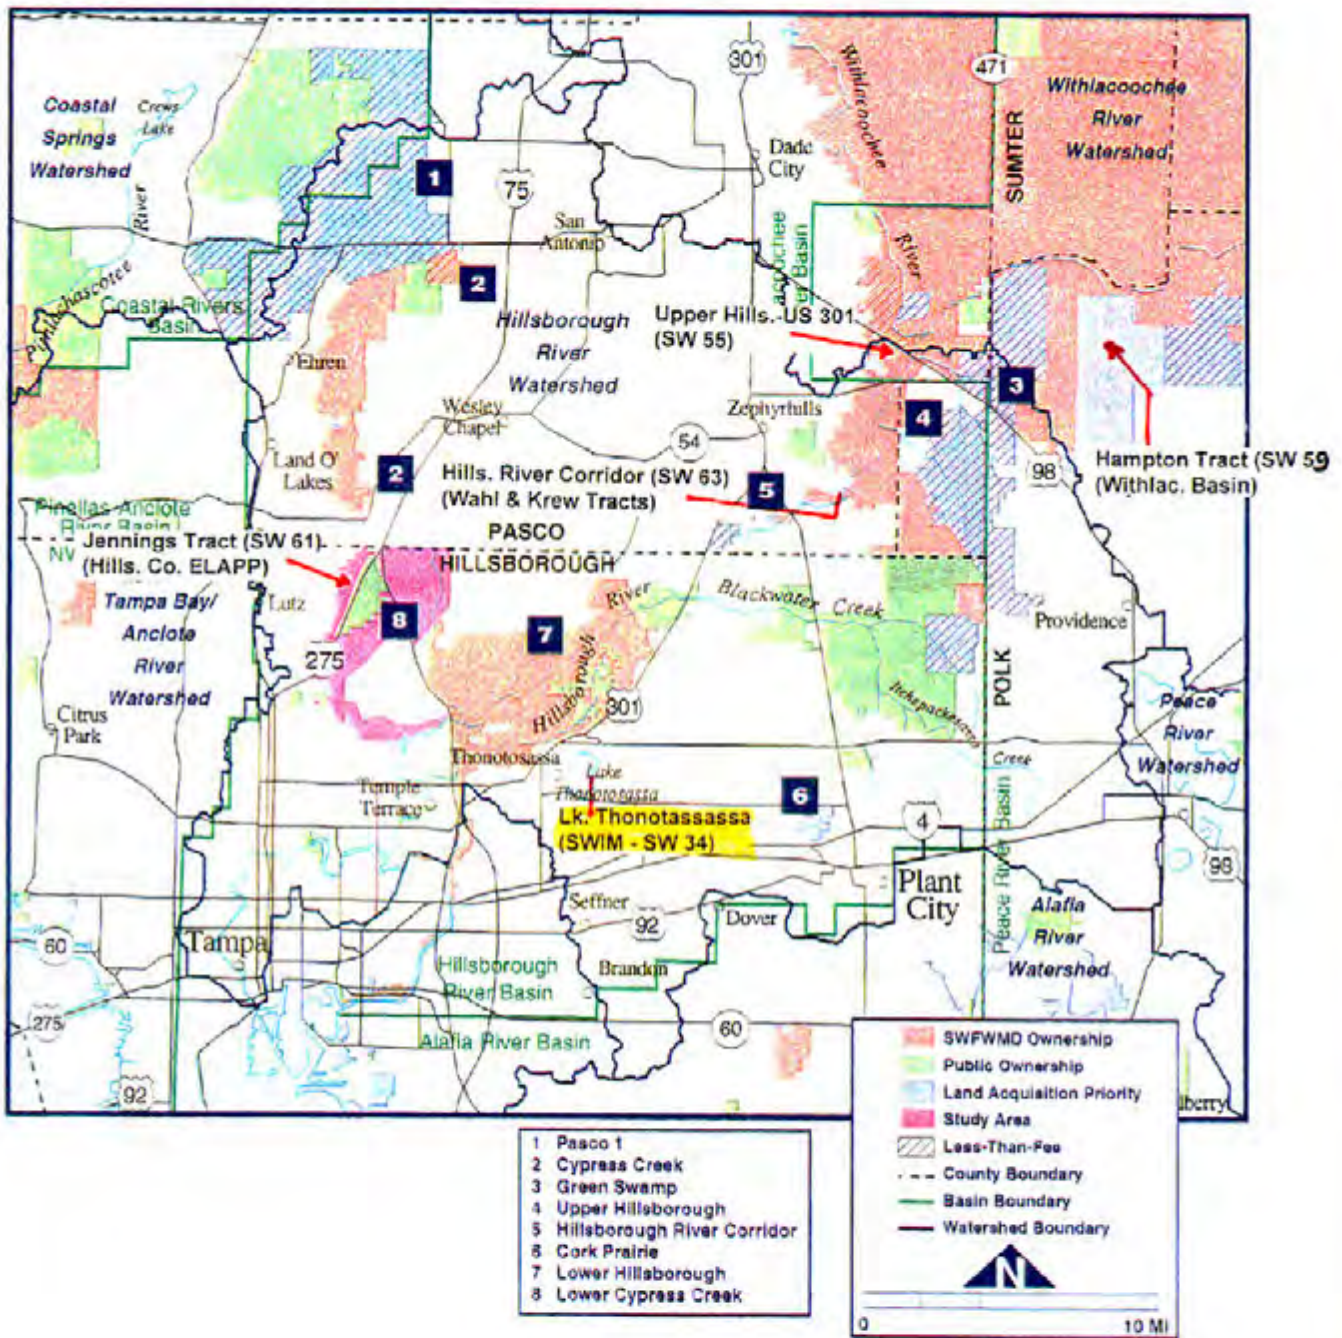 301
471
Coastal
Springs
Watershed
Crews
Lake
Withlacoochee
Withlacoochee
River
Watershed
SUMTER
Dade
City
1
75
River
San
Antonio
River
2
Coastal Rivers
Basin
Hillsborough
River
Watershed
Upper Hills.-US 301
(SW 55)
Ehren
3
Wesley
Chapel
Zephyrhills
4
54
98
Land O'
Lakes
2
Hills. River Corridor (SW 63)
(Wahl & Krew Tracts)
5
Hampton Tract (SW 59
(Withlac. Basin)
Pinellas-Anclote
River Basin
NW
PASCO
HILLSBOROUGH
Jennings Tract (SW 61)
(Hills. Co. ELAPP)
Lutz
Tampa Bay/
Anclote
River
Watershed
8
7
River
Blackwater Creek
Providence
275
Hillsborough
301
POLK
Itchepackesassa
Creek
Peace
River
Watershed
Citrus
Park
Thonotosassa
Temple
Terrace
Lake
Thonotosassa
6
Lk. Thonotassassa
(SWIM - SW 34)
4
98
Plant
City
Peace River Basin
Alafia
River
Watershed
Seffner
92
Dover
60
Tampa
Brandon
Hillsborough
River Basin
275
60
Alafia River Basin
92
lberry
SWFWMD Ownership
Public Ownership
Land Acquisition Priority
Study Area
Less-Than-Fee
County Boundary
Basin Boundary
Watershed Boundary
N
0 10 Mi
1 Pasco 1
2 Cypress Creek
3 Green Swamp
4 Upper Hillsborough
5 Hillsborough River Corridor
6 Cork Prairie
7 Lower Hillsborough
8 Lower Cypress Creek